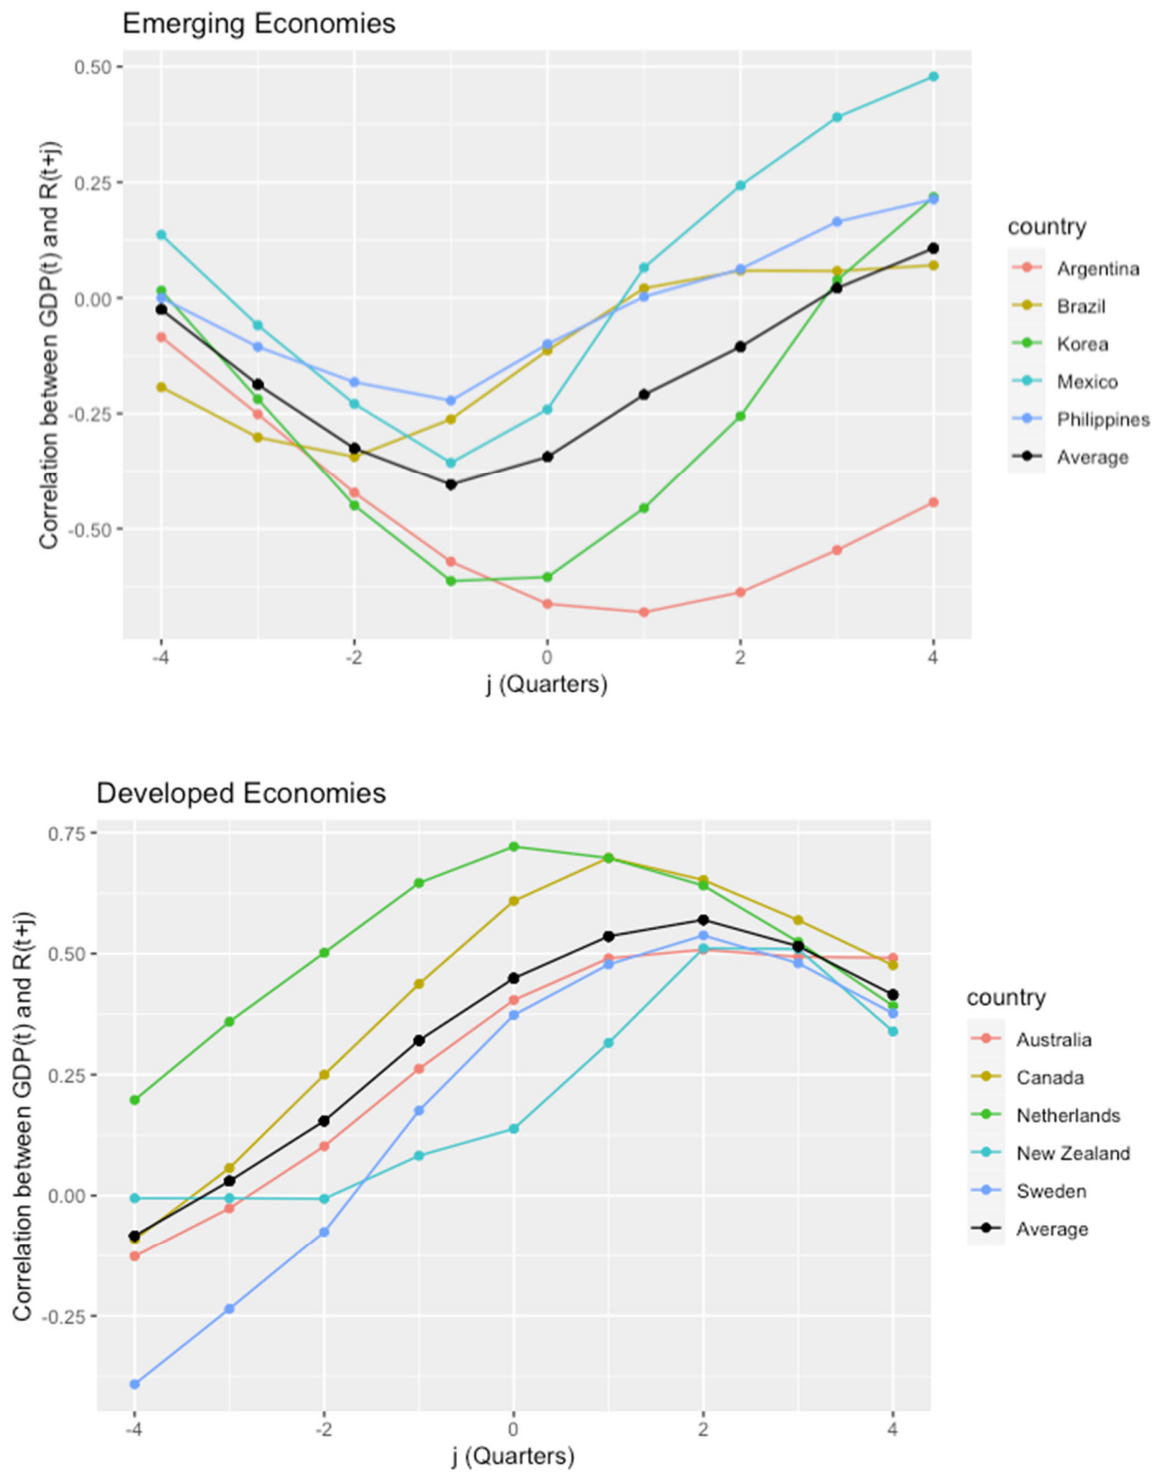 Emerging Economies
Correlation between GDP(t) and R(t+j)
0.50
0.25
0.00
-0.25
-0.50
-4
-2
0
2
4
j (Quarters)
country
Argentina
Brazil
Korea
Mexico
Philippines
Average
Developed Economies
Correlation between GDP(t) and R(t+j)
0.75
0.50
0.25
0.00
-0.25
-4
-2
0
2
4
j (Quarters)
country
Australia
Canada
Netherlands
New Zealand
Sweden
Average